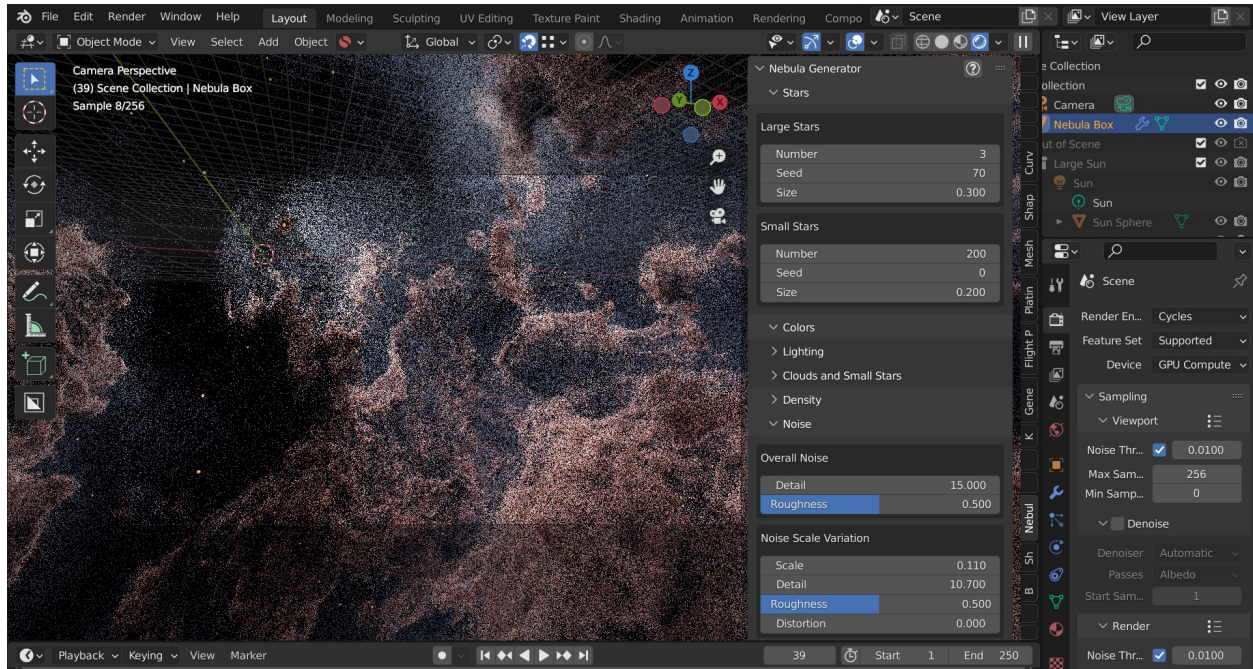 File Edit Render Window Help Layout Modeling Sculpting UV Editing Texture Paint Shading Animation Rendering Compo Scene View Layer
Object Mode View Select Add Object Global
Camera Perspective
(39) Scene Collection | Nebula Box
Sample 8/256
Z
Y
X
Nebula Generator
Stars
Large Stars
Number 3
Seed 70
Size 0.300
Small Stars
Number 200
Seed 0
Size 0.200
Colors
Lighting
Clouds and Small Stars
Density
Noise
Overall Noise
Detail 15.000
Roughness 0.500
Noise Scale Variation
Scale 0.110
Detail 10.700
Roughness 0.500
Distortion 0.000
Curv
Shap
Mesh
Platin
Flight P
Gene
K
Nebul
Sh
B
e Collection
ollection
Camera
Nebula Box
ut of Scene
Large Sun
Sun
Sun
Sun Sphere
Scene
Render En... Cycles
Feature Set Supported
Device GPU Compute
Sampling
Viewport
Noise Thr... 0.0100
Max Sam... 256
Min Samp... 0
Denoise
Denoiser Automatic
Passes Albedo
Start Sam... 1
Render
Noise Thr... 0.0100
Playback Keying View Marker 39 Start 1 End 250